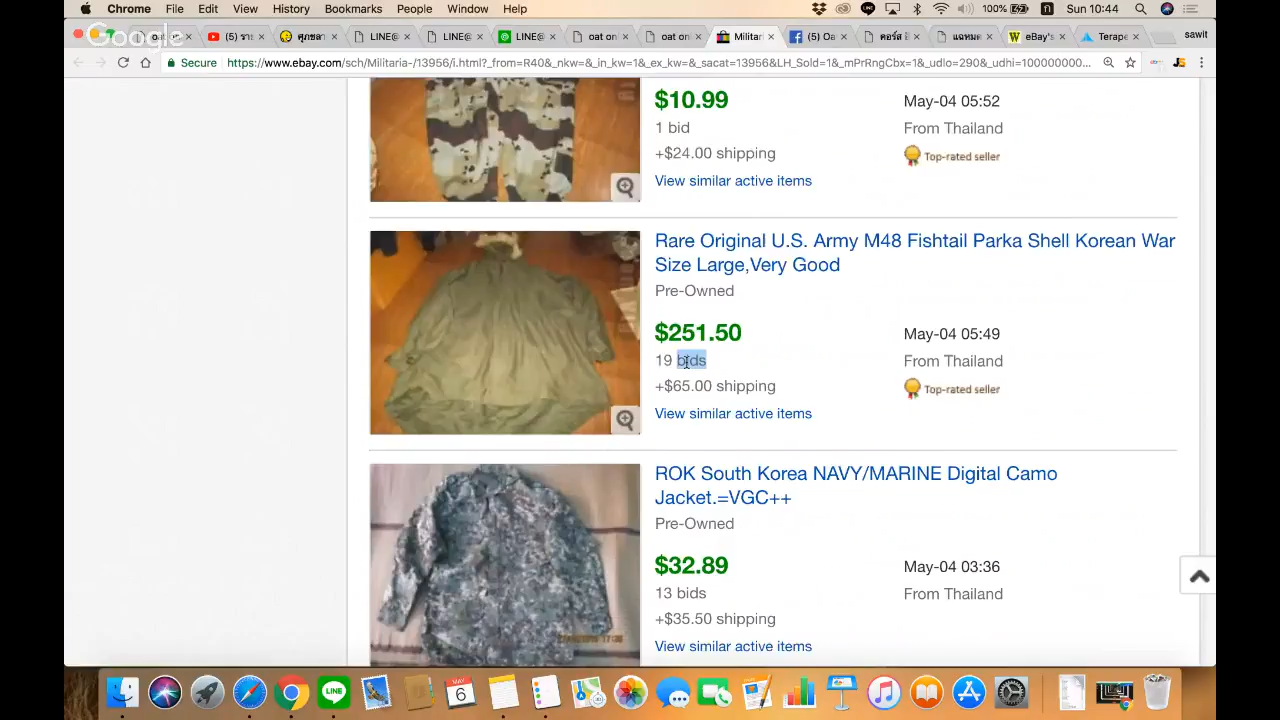 Chrome File Edit View History Bookmarks People Window Help 100% Sun 10:44
Google
LINE@ LINE@ LINE@ oat on oat on Militar eBay's Terape sawit
Secure https://www.ebay.com/sch/Militaria-/13956/i.html?_from=R40&_nkw=&_in_kw=1&_ex_kw=&_sacat=13956&LH_Sold=1&_mPrRngCbx=1&_udlo=290&_udhi=100000000...
$10.99 May-04 05:52
1 bid From Thailand
+$24.00 shipping Top-rated seller
View similar active items
Rare Original U.S. Army M48 Fishtail Parka Shell Korean War
Size Large,Very Good
Pre-Owned
$251.50 May-04 05:49
19 bids From Thailand
+$65.00 shipping Top-rated seller
View similar active items
ROK South Korea NAVY/MARINE Digital Camo
Jacket.=VGC++
Pre-Owned
$32.89 May-04 03:36
13 bids From Thailand
+$35.50 shipping
View similar active items
MAY
6